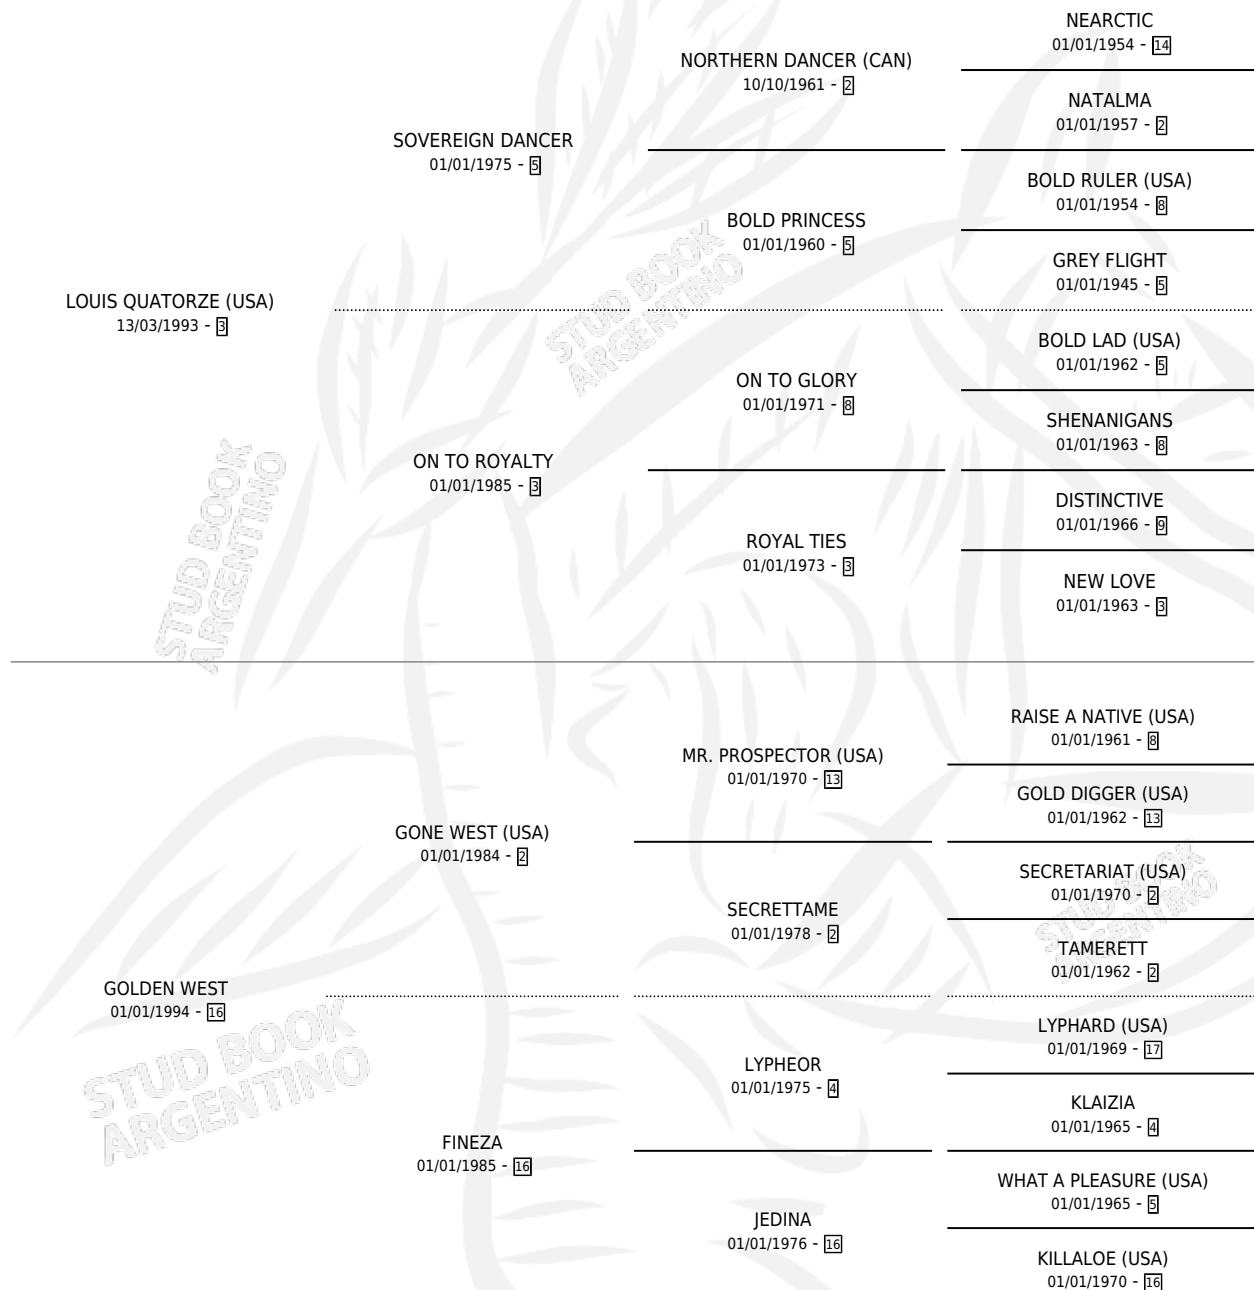 NEARCTIC
01/01/1954 - 14
NORTHERN DANCER (CAN)
10/10/1961 - 2
NATALMA
01/01/1957 - 2
SOVEREIGN DANCER
01/01/1975 - 5
BOLD RULER (USA)
01/01/1954 - 8
BOLD PRINCESS
01/01/1960 - 5
GREY FLIGHT
01/01/1945 - 5
LOUIS QUATORZE (USA)
13/03/1993 - 3
BOLD LAD (USA)
01/01/1962 - 5
ON TO GLORY
01/01/1971 - 8
SHENANIGANS
01/01/1963 - 8
ON TO ROYALTY
01/01/1985 - 3
DISTINCTIVE
01/01/1966 - 9
ROYAL TIES
01/01/1973 - 3
NEW LOVE
01/01/1963 - 3
RAISE A NATIVE (USA)
01/01/1961 - 8
MR. PROSPECTOR (USA)
01/01/1970 - 13
GOLD DIGGER (USA)
01/01/1962 - 13
GONE WEST (USA)
01/01/1984 - 2
SECRETARIAT (USA)
01/01/1970 - 2
SECRETTAME
01/01/1978 - 2
TAMERETT
01/01/1962 - 2
GOLDEN WEST
01/01/1994 - 16
LYPHARD (USA)
01/01/1969 - 17
LYPHEOR
01/01/1975 - 4
KLAIZIA
01/01/1965 - 4
FINEZA
01/01/1985 - 16
WHAT A PLEASURE (USA)
01/01/1965 - 5
JEDINA
01/01/1976 - 16
KILLALOE (USA)
01/01/1970 - 16
STUD BOOK
ARGENTINO
STUD BOOK
ARGENTINO
STUD BOOK
ARGENTINO
STUD BOOK
ARGENTINO